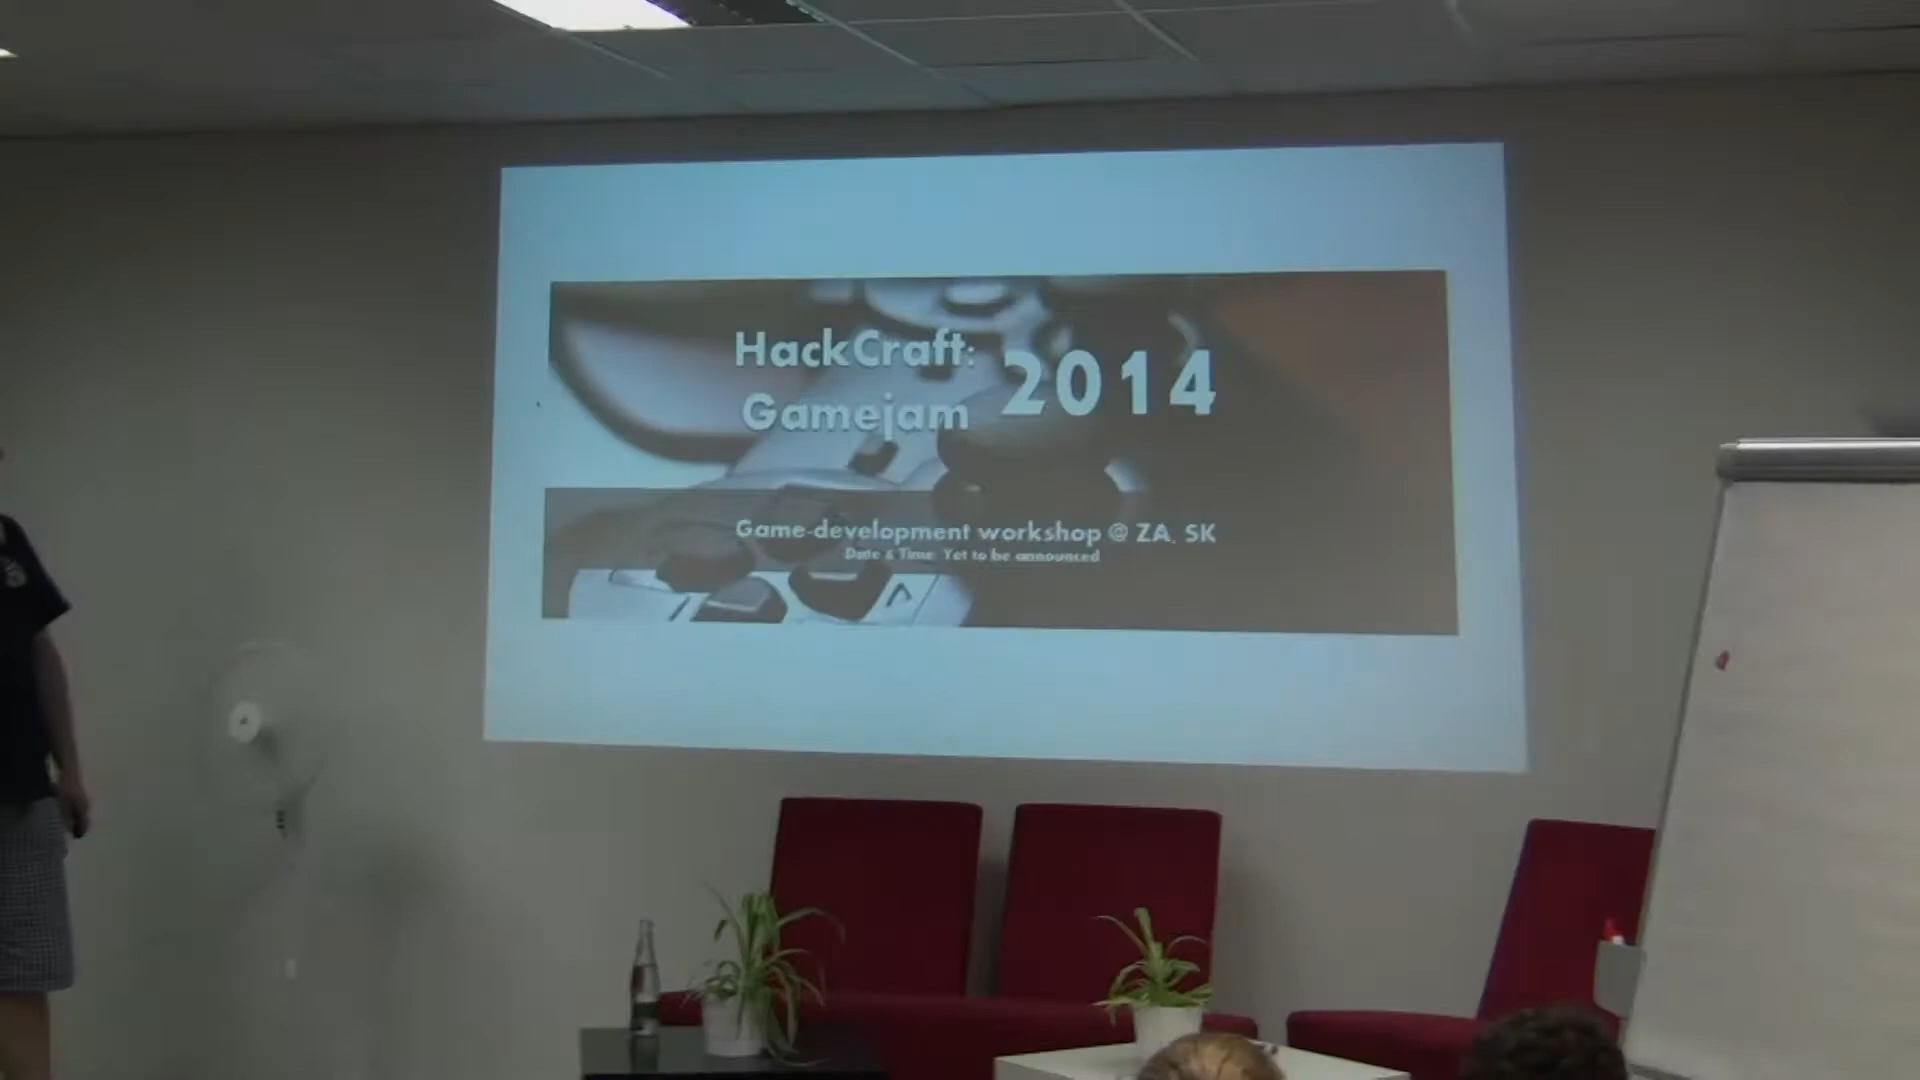 HackCraft:
Gamejam
2014
Game-development workshop @ ZA, SK
Date & Time: Yet to be announced